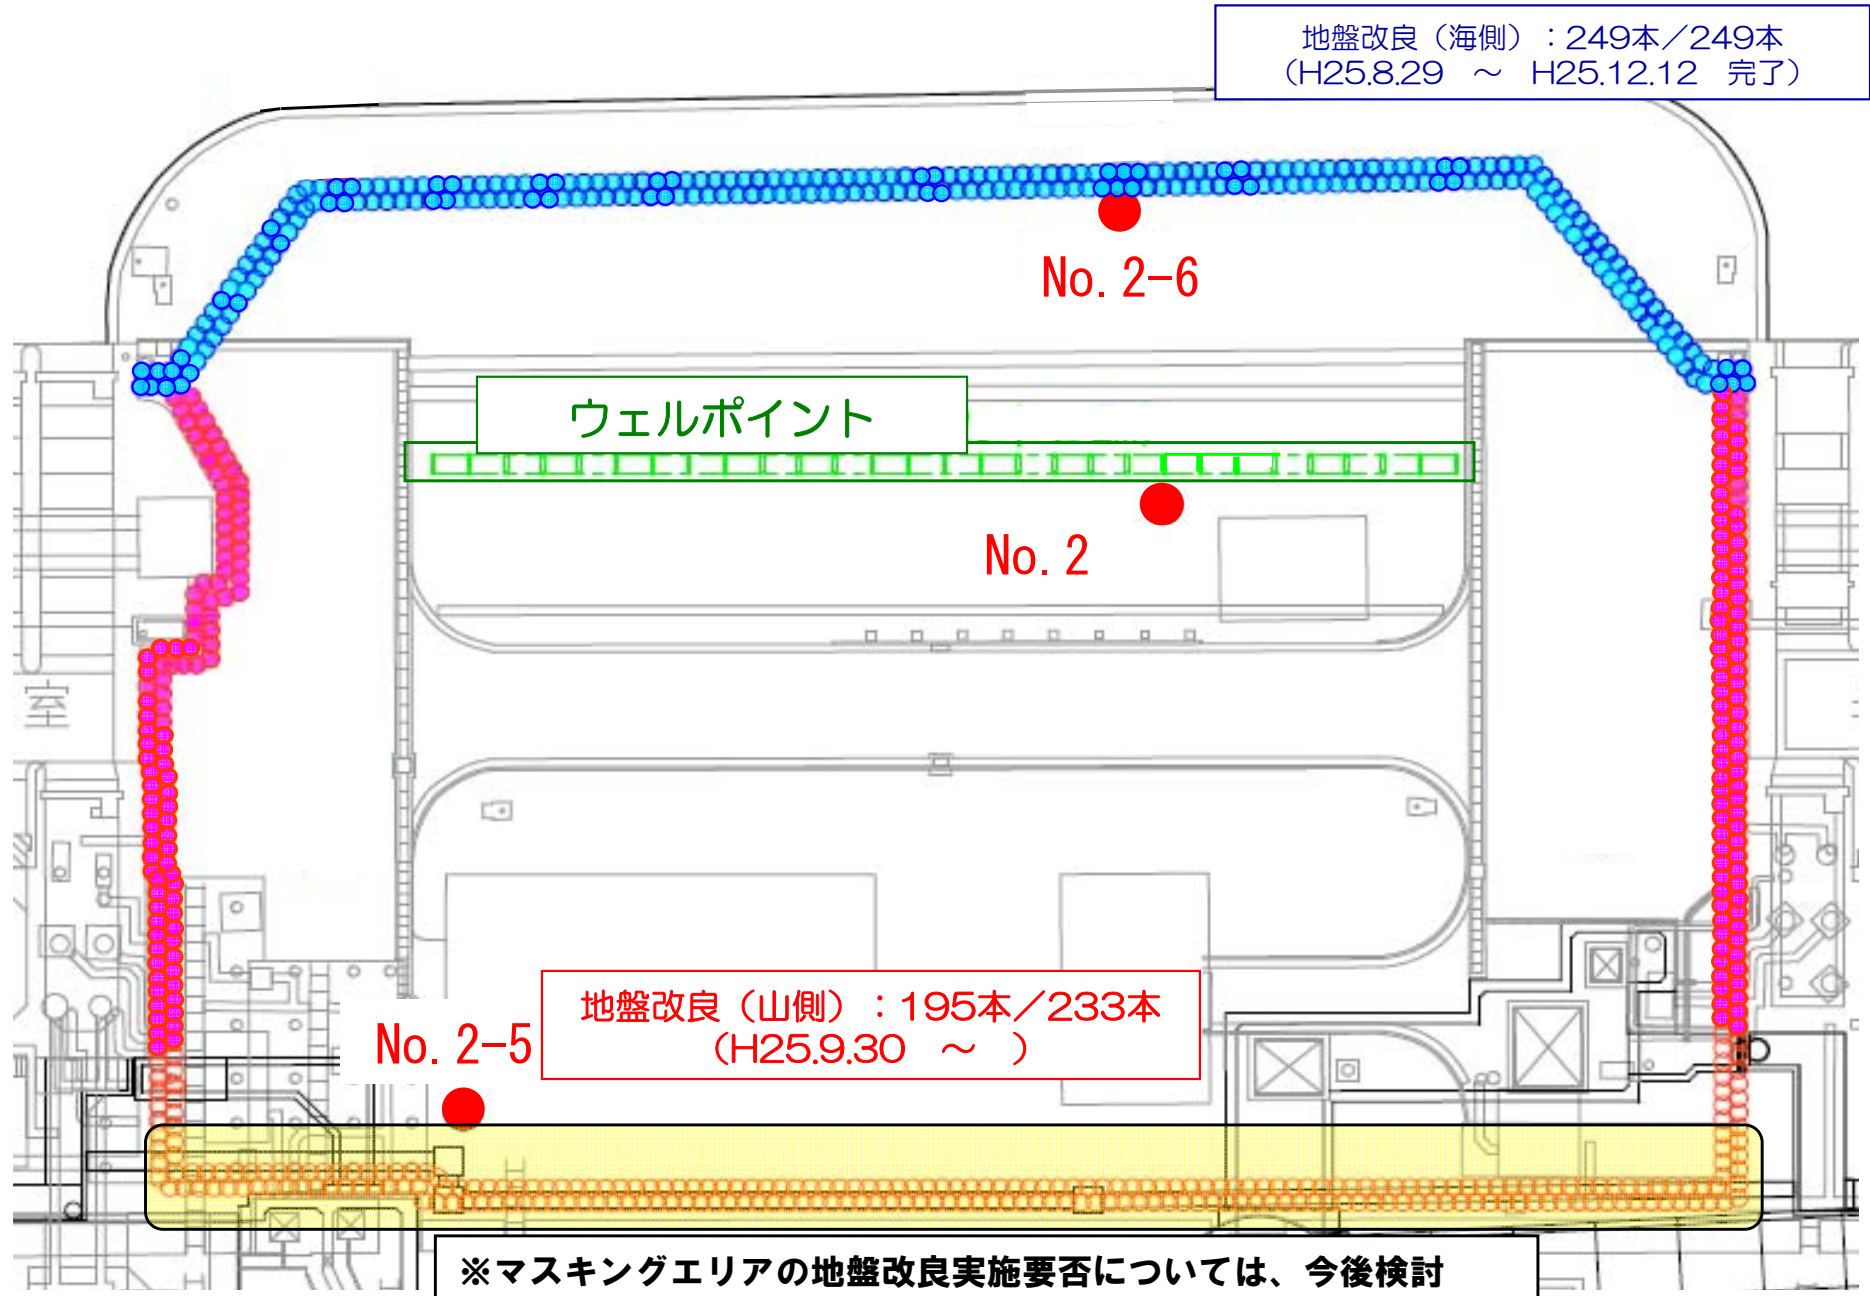 地盤改良（海側）：249本／249本
（H25.8.29　～　H25.12.12　完了）
No. 2-6
ウェルポイント
No. 2
室
地盤改良（山側）：195本／233本
（H25.9.30　～　）
No. 2-5
※マスキングエリアの地盤改良実施要否については、今後検討